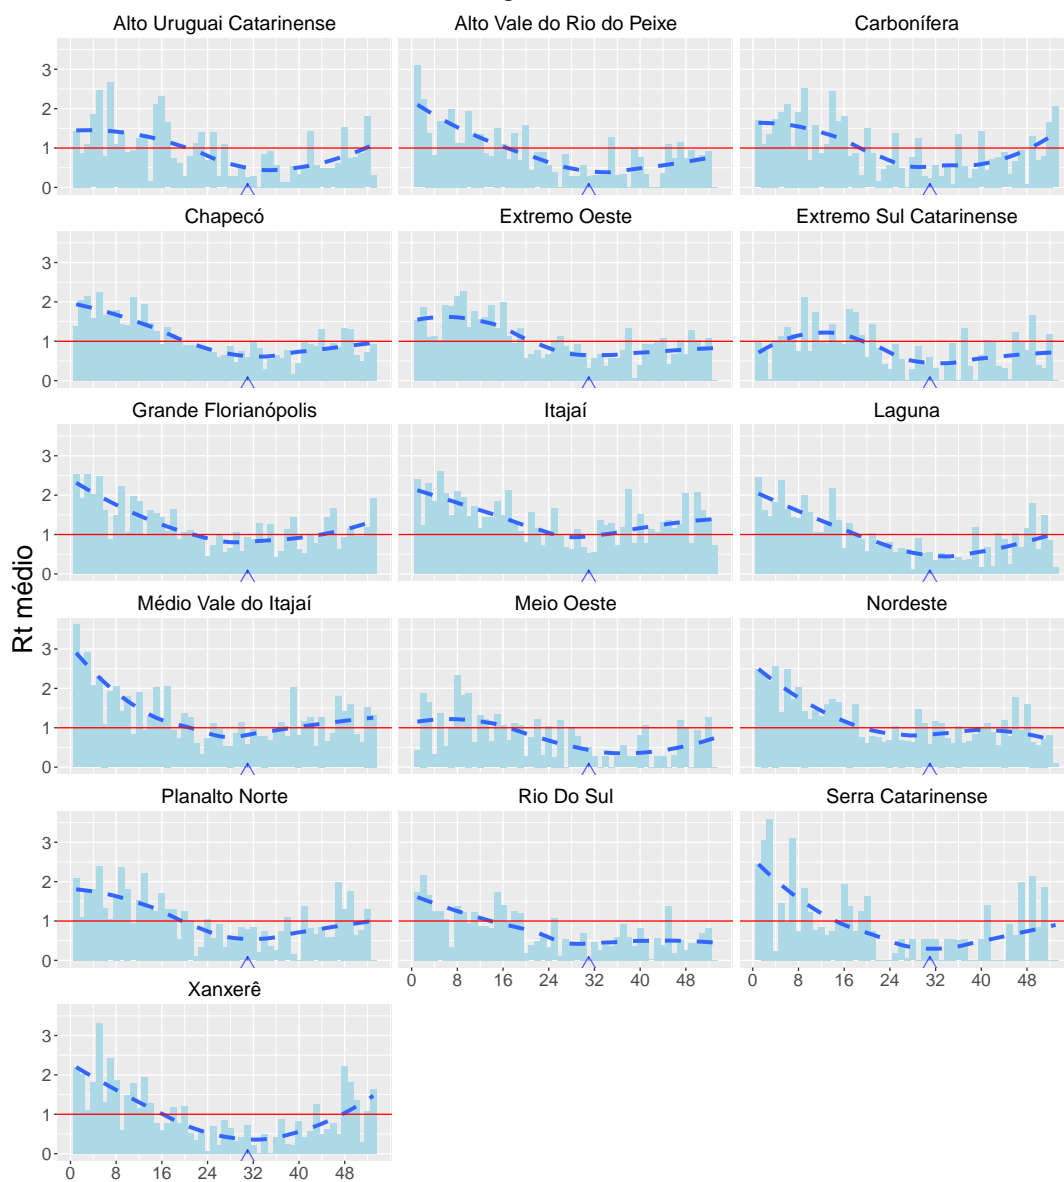 Alto Uruguai Catarinense Alto Vale do Rio do Peixe Carbonífera
3
2
1
0
Chapecó Extremo Oeste Extremo Sul Catarinense
3
2
1
0
Grande Florianópolis Itajaí Laguna
3
2
1
0
Rt médio
Médio Vale do Itajaí Meio Oeste Nordeste
3
2
1
0
Planalto Norte Rio Do Sul Serra Catarinense
3
2
1
0
0 8 16 24 32 40 48 0 8 16 24 32 40 48
Xanxerê
3
2
1
0
0 8 16 24 32 40 48